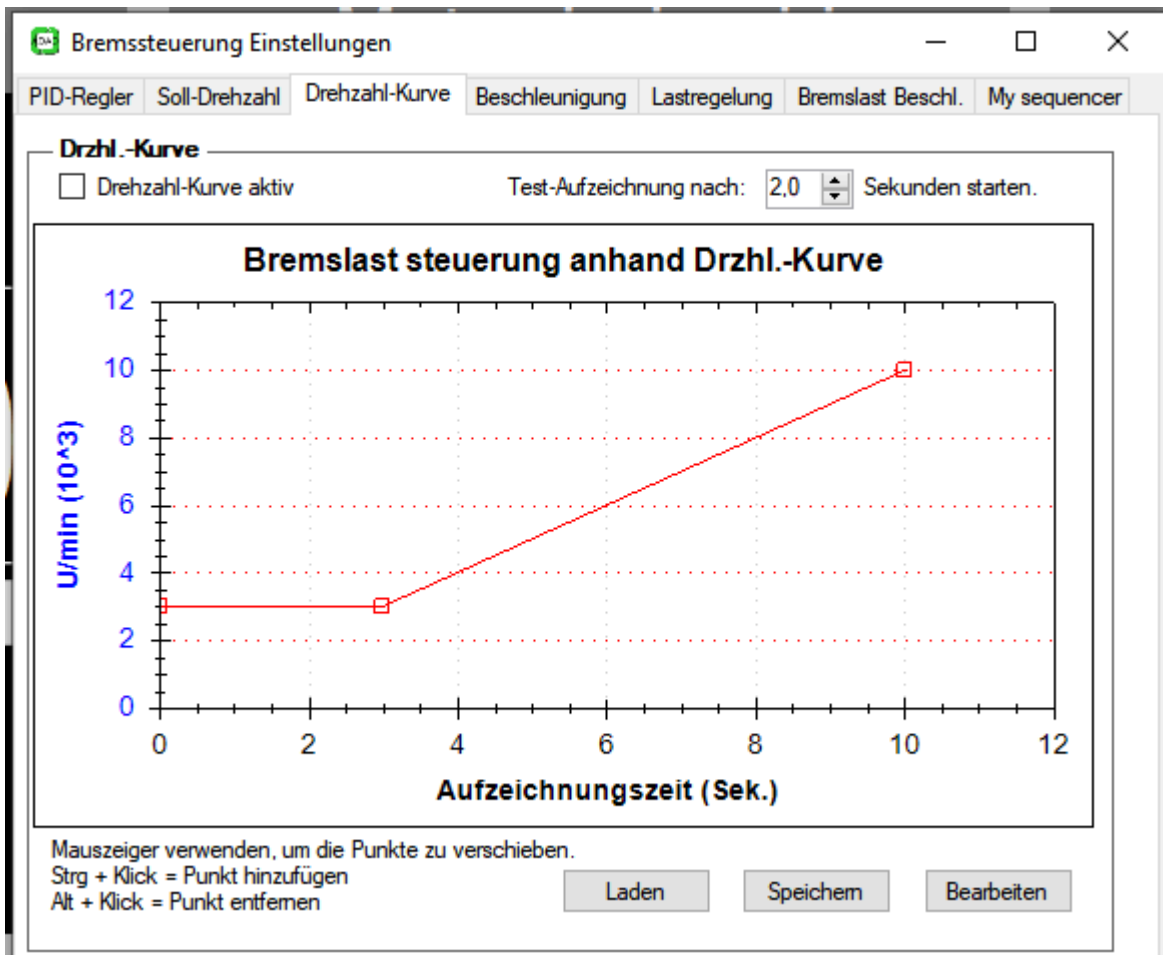 Bremssteuerung Einstellungen
PID-Regler Soll-Drehzahl Drehzahl-Kurve Beschleunigung Lastregelung Bremslast Beschl. My sequencer
Drzhl.-Kurve
Drehzahl-Kurve aktiv Test-Aufzeichnung nach: 2,0 Sekunden starten.
Bremslast steuerung anhand Drzhl.-Kurve
12
10
8
6
4
2
0
U/min (10^3)
0 2 4 6 8 10 12
Aufzeichnungszeit (Sek.)
Mauszeiger verwenden, um die Punkte zu verschieben.
Strg + Klick = Punkt hinzufügen
Alt + Klick = Punkt entfernen
Laden Speichern Bearbeiten